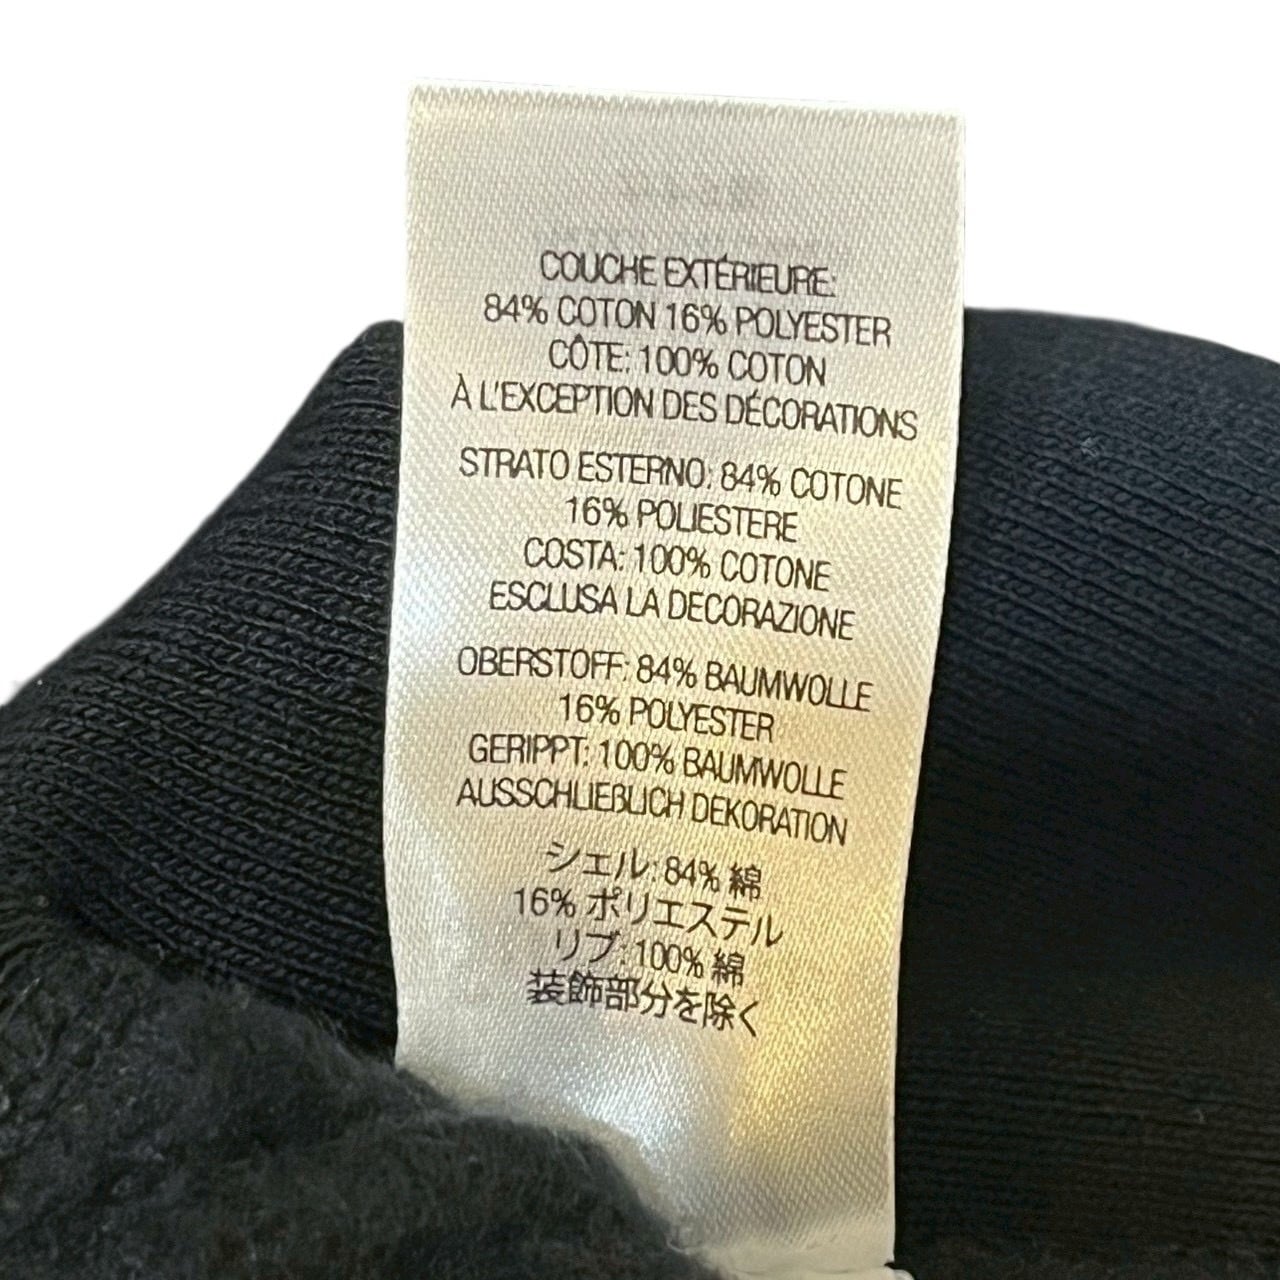 COUCHE EXTÉRIEURE:
84% COTON 16% POLYESTER
CÔTE: 100% COTON
À L'EXCEPTION DES DÉCORATIONS
STRATO ESTERNO: 84% COTONE
16% POLIESTERE
COSTA: 100% COTONE
ESCLUSA LA DECORAZIONE
OBERSTOFF: 84% BAUMWOLLE
16% POLYESTER
GERIPPT: 100% BAUMWOLLE
AUSSCHLIEßLICH DEKORATION
シェル: 84% 綿
16% ポリエステル
リブ: 100% 綿
装飾部分を除く